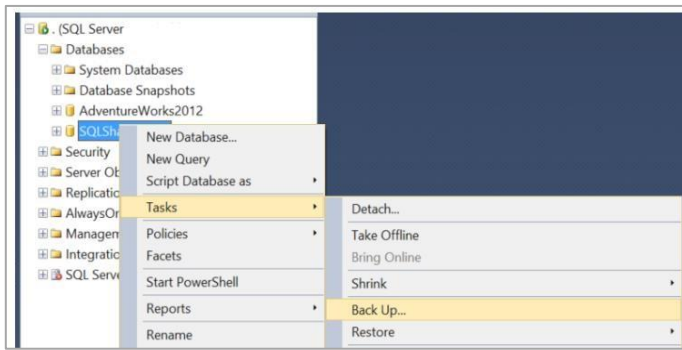 . (SQL Server
Databases
System Databases
Database Snapshots
AdventureWorks2012
SQLSh
Security
Server Ob
Replicatio
AlwaysOn
Managem
Integratio
SQL Serve
New Database...
New Query
Script Database as
Tasks
Policies
Facets
Start PowerShell
Reports
Rename
Detach...
Take Offline
Bring Online
Shrink
Back Up...
Restore